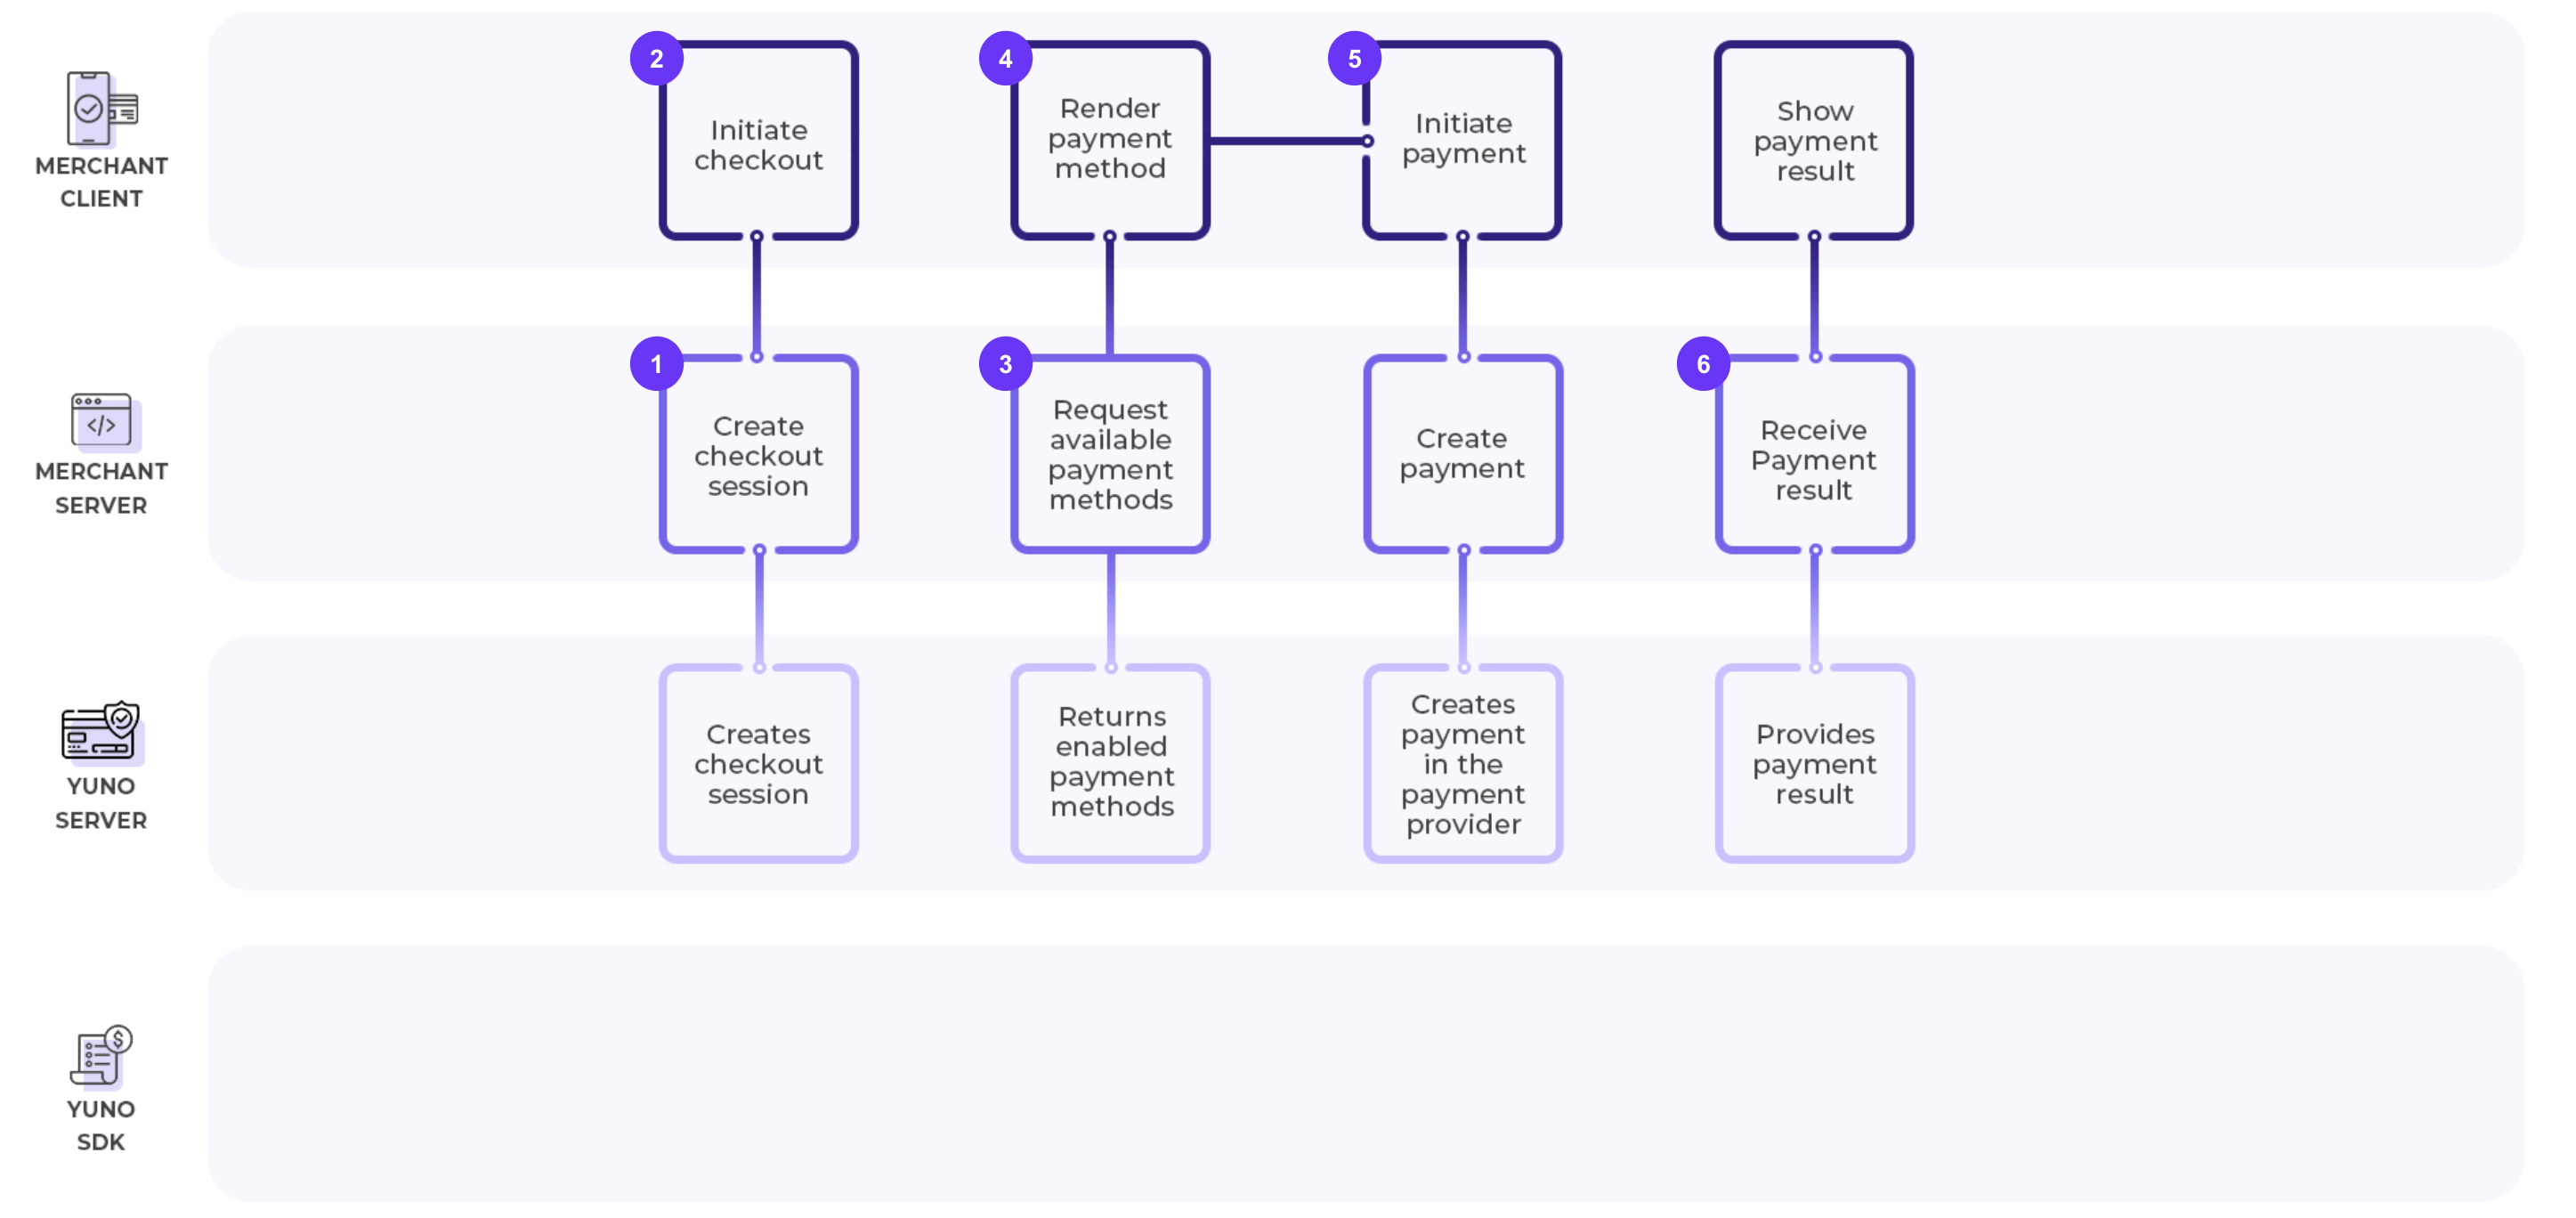 2
Initiate
checkout
4
Render
payment
method
5
Initiate
payment
Show
payment
result
MERCHANT
CLIENT
1
Create
checkout
session
3
Request
available
payment
methods
Create
payment
6
Receive
Payment
result
</>
MERCHANT
SERVER
Creates
checkout
session
Returns
enabled
payment
methods
Creates
payment
in the
payment
provider
Provides
payment
result
YUNO
SERVER
$
YUNO
SDK